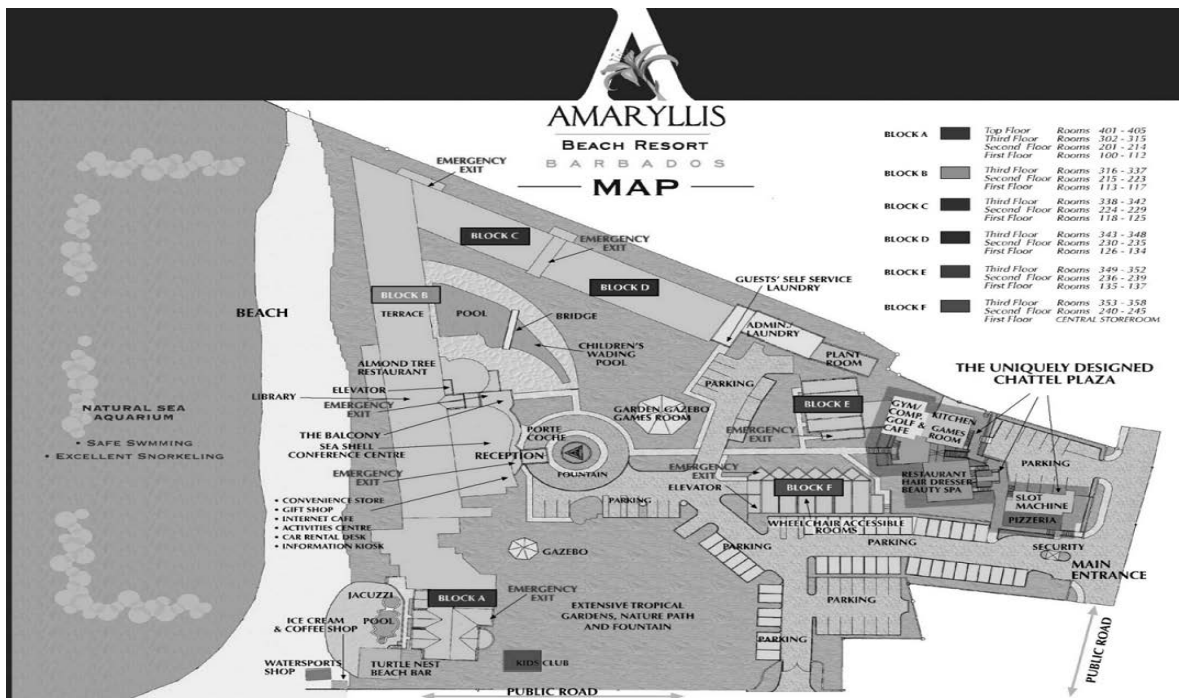 AMARYLLIS
BEACH RESORT
BARBADOS
MAP
BLOCK A
Top Floor Rooms 401 - 405
Third Floor Rooms 302 - 315
Second Floor Rooms 201 - 214
First Floor Rooms 100 - 112
BLOCK B
Third Floor Rooms 316 - 337
Second Floor Rooms 215 - 223
First Floor Rooms 113 - 117
BLOCK C
Third Floor Rooms 338 - 342
Second Floor Rooms 224 - 229
First Floor Rooms 118 - 125
BLOCK D
Third Floor Rooms 343 - 348
Second Floor Rooms 230 - 235
First Floor Rooms 126 - 134
BLOCK E
Third Floor Rooms 349 - 352
Second Floor Rooms 236 - 239
First Floor Rooms 135 - 137
BLOCK F
Third Floor Rooms 353 - 358
Second Floor Rooms 240 - 245
First Floor CENTRAL STOREROOM
EMERGENCY
EXIT
BLOCK C
EMERGENCY
EXIT
BLOCK D
GUESTS' SELF SERVICE
LAUNDRY
BLOCK B
TERRACE
POOL
BRIDGE
BEACH
ADMIN./
LAUNDRY
PLANT
ROOM
CHILDREN'S
WADING
POOL
ALMOND TREE
RESTAURANT
THE UNIQUELY DESIGNED
CHATTEL PLAZA
PARKING
ELEVATOR
LIBRARY
EMERGENCY
EXIT
NATURAL SEA
AQUARIUM
• SAFE SWMMING
• EXCELLENT SNORKELING
GARDEN GAZEBO
GAMES ROOM
BLOCK E
GYM/
COMP.
GOLF &
CAFE
KITCHEN
GAMES
ROOM
EMERGENCY
EXIT
THE BALCONY
SEA SHELL
CONFERENCE CENTRE
PORTE
COCHE
RECEPTION
FOUNTAIN
EMERGENCY
EXIT
EMERGENCY
EXIT
ELEVATOR
BLOCK F
RESTAURANT
HAIR DRESSER
BEAUTY SPA
PARKING
SLOT
MACHINE
PIZZERIA
• CONVENIENCE STORE
• GIFT SHOP
• INTERNET CAFE
• ACTIVITIES CENTRE
• CAR RENTAL DESK
• INFORMATION KIOSK
PARKING
WHEELCHAIR ACCESSIBLE
ROOMS
PARKING
PARKING
SECURITY
MAIN
ENTRANCE
GAZEBO
JACUZZI
BLOCK A
EMERGENCY
EXIT
PARKING
ICE CREAM
& COFFEE SHOP
POOL
EXTENSIVE TROPICAL
GARDENS, NATURE PATH
AND FOUNTAIN
PARKING
WATERSPORTS
SHOP
TURTLE NEST
BEACH BAR
KIDS CLUB
PUBLIC ROAD
PUBLIC ROAD